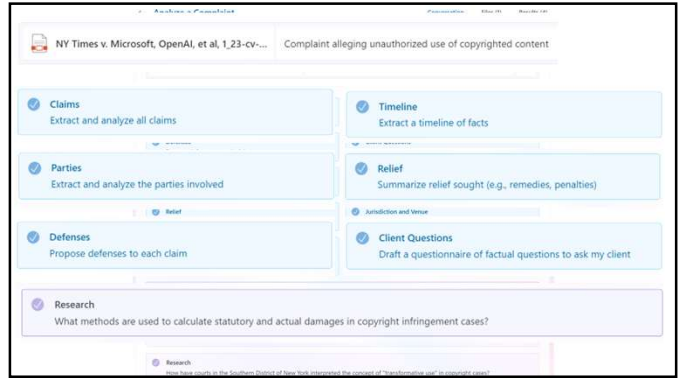 Analyze a Complaint
NY Times v. Microsoft, OpenAI, et al, 1_23-cv-... Complaint alleging unauthorized use of copyrighted content
Claims
Extract and analyze all claims
Timeline
Extract a timeline of facts
Parties
Extract and analyze the parties involved
Relief
Summarize relief sought (e.g., remedies, penalties)
Relief
Jurisdiction and Venue
Defenses
Propose defenses to each claim
Client Questions
Draft a questionnaire of factual questions to ask my client
Research
What methods are used to calculate statutory and actual damages in copyright infringement cases?
Research
How have courts in the Southern District of New York interpreted the concept of "transformative use" in copyright cases?